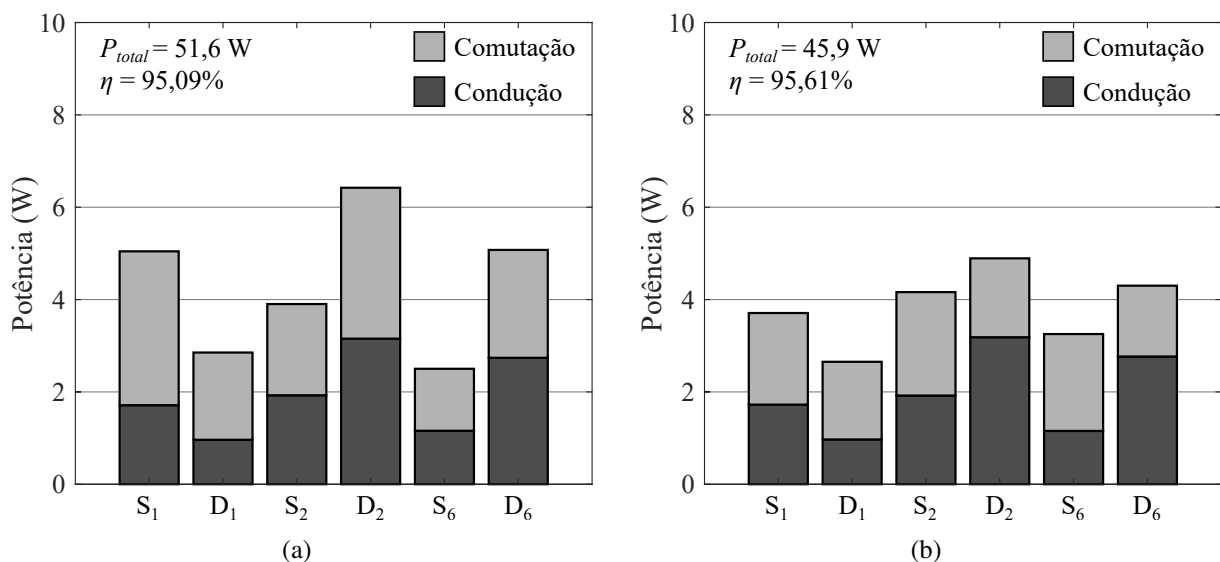 10
8
6
4
2
0
Potência (W)
P_total = 51,6 W
η = 95,09%
Comutação
Condução
S₁ D₁ S₂ D₂ S₆ D₆
(a)
10
8
6
4
2
0
Potência (W)
P_total = 45,9 W
η = 95,61%
Comutação
Condução
S₁ D₁ S₂ D₂ S₆ D₆
(b)